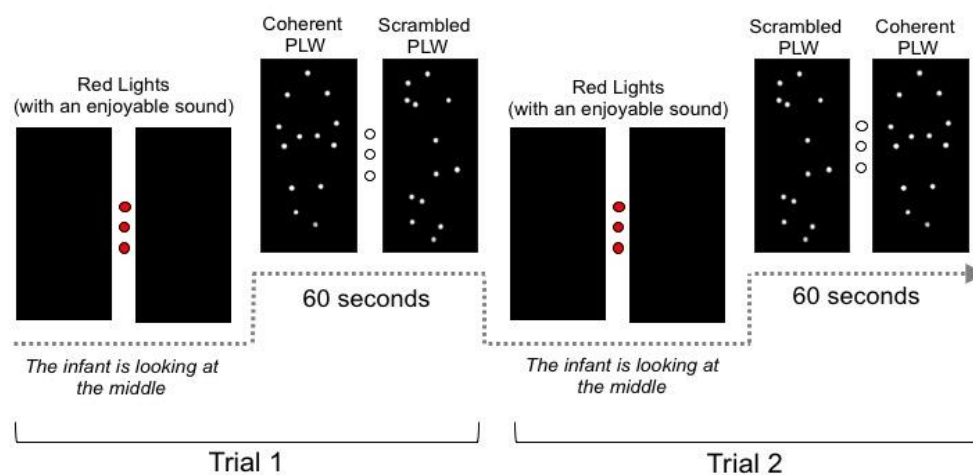 Coherent
PLW
Scrambled
PLW
Red Lights
(with an enjoyable sound)
60 seconds
The infant is looking at
the middle
Trial 1
Scrambled
PLW
Coherent
PLW
Red Lights
(with an enjoyable sound)
60 seconds
The infant is looking at
the middle
Trial 2